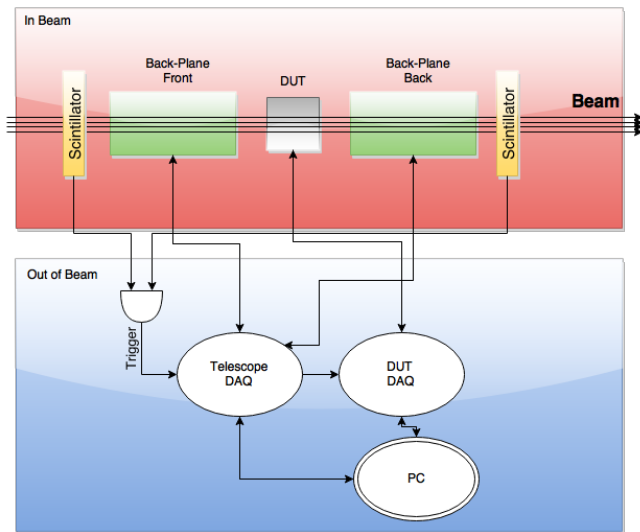 In Beam
Back-Plane
Front
DUT
Back-Plane
Back
Beam
Scintillator
Scintillator
Out of Beam
Trigger
Telescope
DAQ
DUT
DAQ
PC